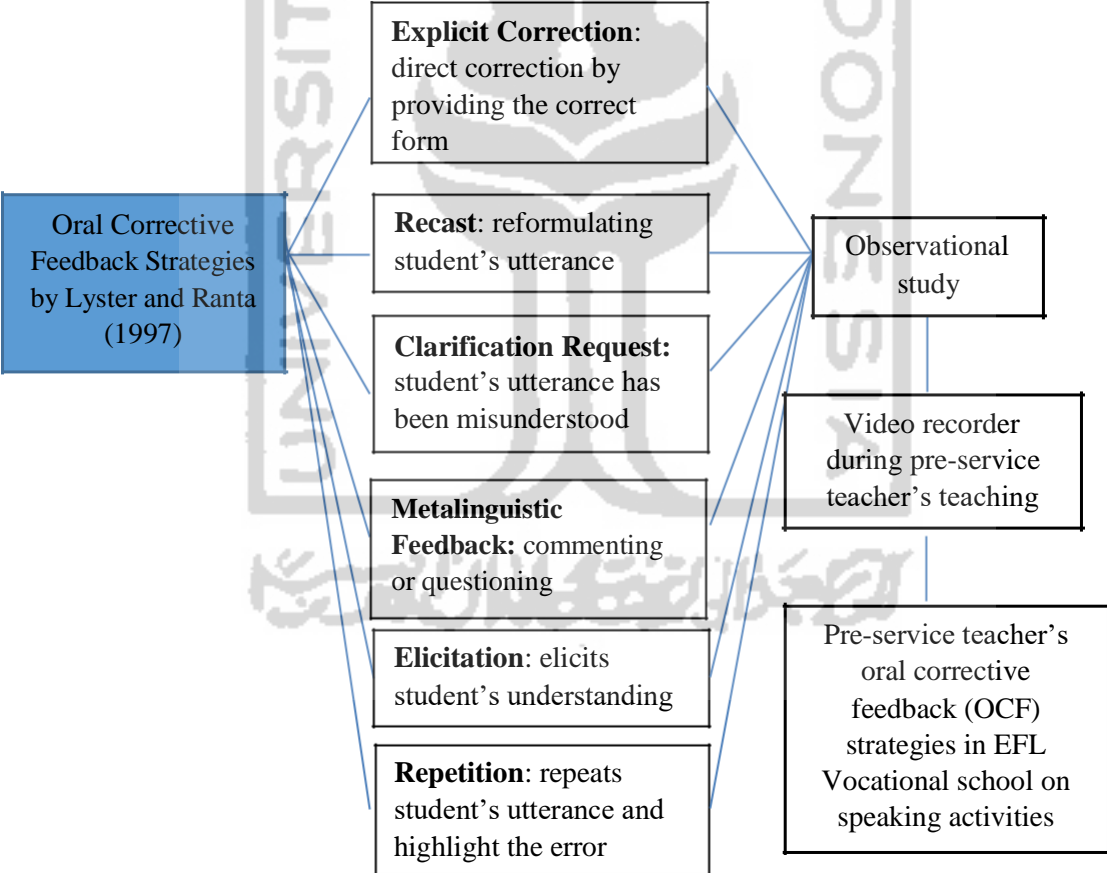 Oral Corrective
Feedback Strategies
by Lyster and Ranta
(1997)
Explicit Correction:
direct correction by
providing the correct
form
Recast: reformulating
student’s utterance
Clarification Request:
student’s utterance has
been misunderstood
Metalinguistic
Feedback: commenting
or questioning
Elicitation: elicits
student’s understanding
Repetition: repeats
student’s utterance and
highlight the error
Observational
study
Video recorder
during pre-service
teacher’s teaching
Pre-service teacher’s
oral corrective
feedback (OCF)
strategies in EFL
Vocational school on
speaking activities